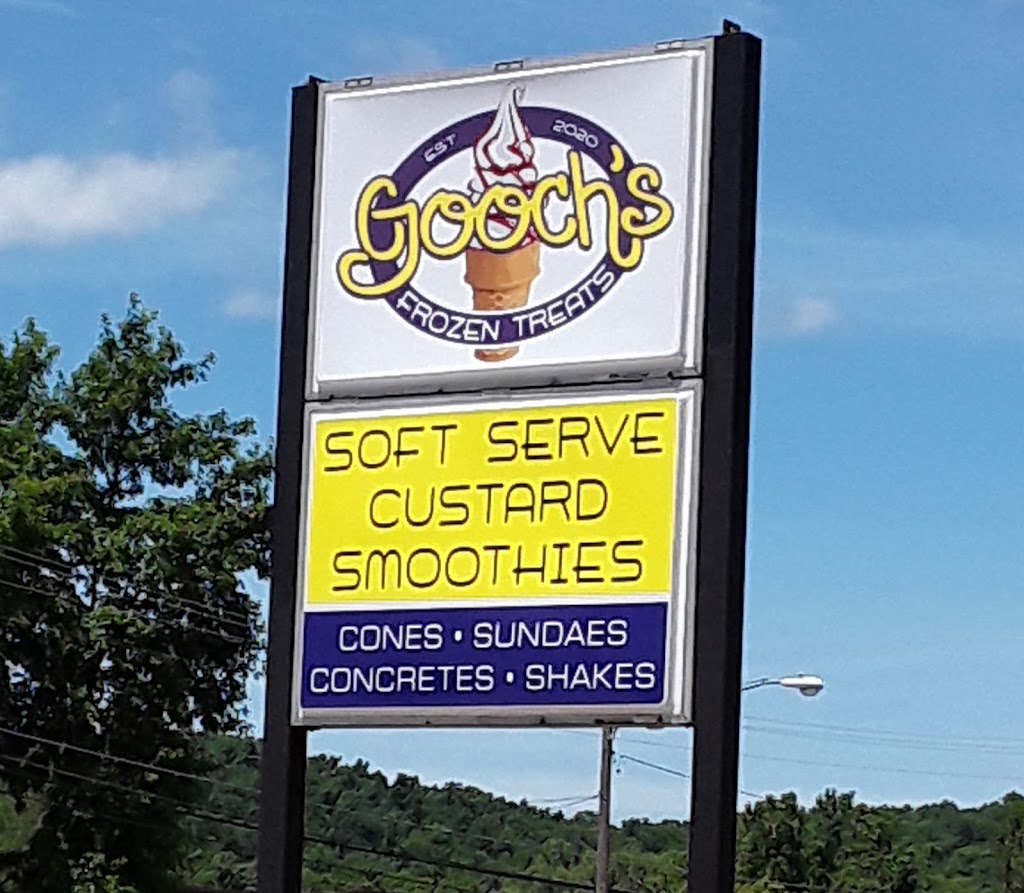 EST 2020
Gooch's
FROZEN TREATS
SOFT SERVE
CUSTARD
SMOOTHIES
CONES • SUNDAES
CONCRETES • SHAKES